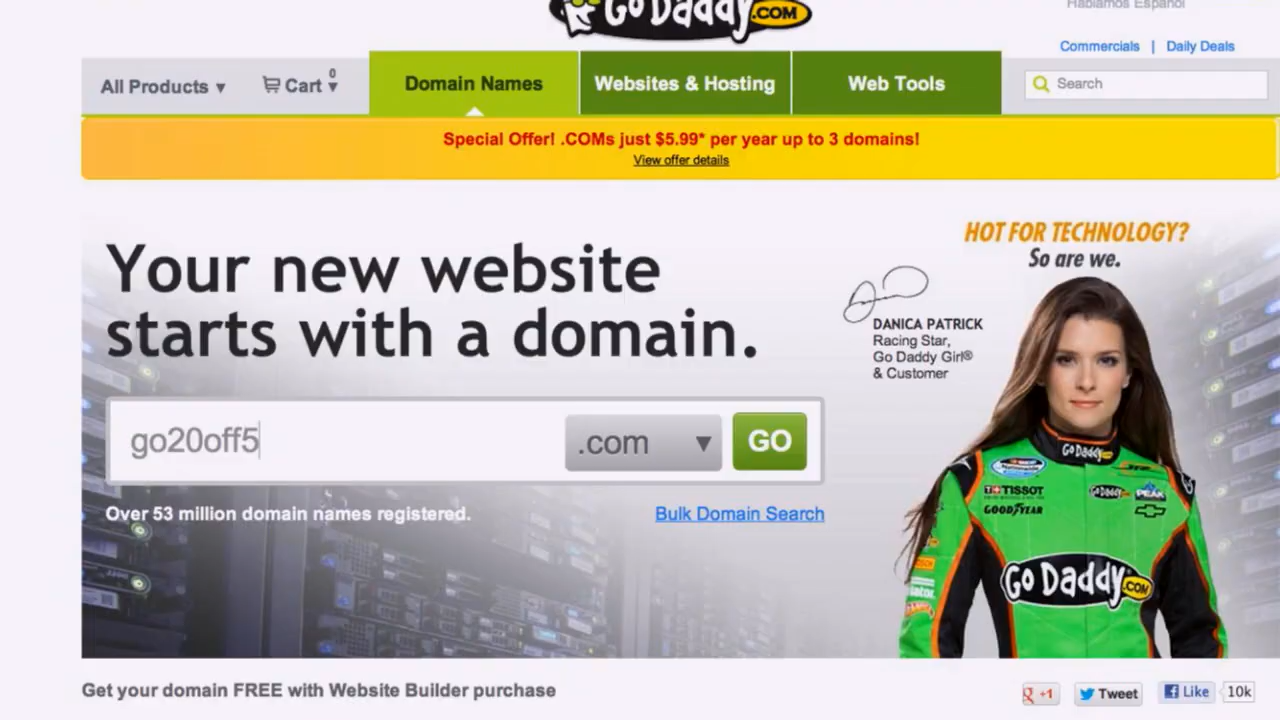 Go Daddy .COM
Hablamos Español
Commercials | Daily Deals
All Products ▾
Cart 0 ▾
Domain Names
Websites & Hosting
Web Tools
Search
Special Offer! .COMs just $5.99* per year up to 3 domains!
View offer details
Your new website
starts with a domain.
HOT FOR TECHNOLOGY?
So are we.
DANICA PATRICK
Racing Star,
Go Daddy Girl®
& Customer
go20off5
.com ▼
GO
Over 53 million domain names registered.
Bulk Domain Search
Go Daddy
TISSOT
GoDaddy
PEAK
GOODYEAR
Go Daddy .COM
Get your domain FREE with Website Builder purchase
g +1
Tweet
Like
10k